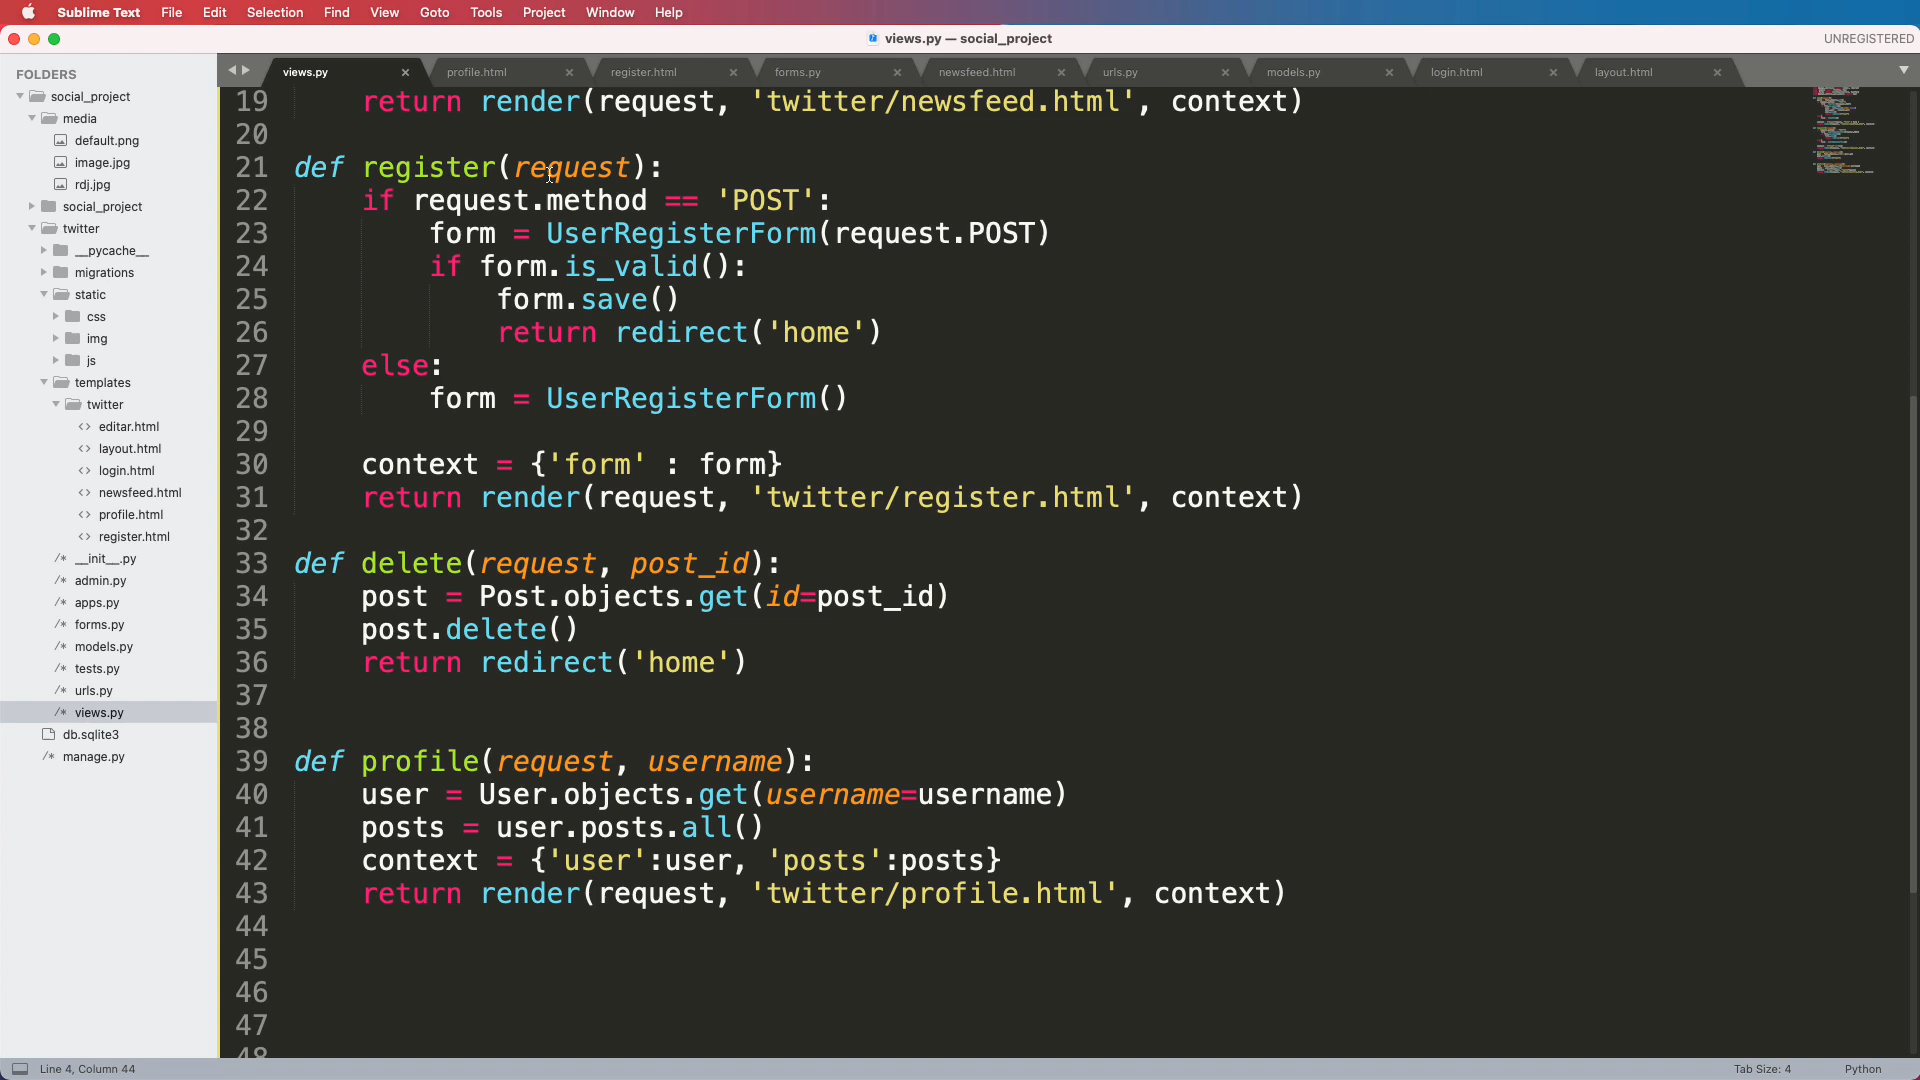 Sublime Text File Edit Selection Find View Goto Tools Project Window Help
views.py — social_project
UNREGISTERED
FOLDERS
social_project
media
default.png
image.jpg
rdj.jpg
social_project
twitter
__pycache__
migrations
static
css
img
js
templates
twitter
editar.html
layout.html
login.html
newsfeed.html
profile.html
register.html
/* __init__.py
/* admin.py
/* apps.py
/* forms.py
/* models.py
/* tests.py
/* urls.py
/* views.py
db.sqlite3
/* manage.py
views.py profile.html register.html forms.py newsfeed.html urls.py models.py login.html layout.html
19 return render(request, 'twitter/newsfeed.html', context)
20
21 def register(request):
22 if request.method == 'POST':
23 form = UserRegisterForm(request.POST)
24 if form.is_valid():
25 form.save()
26 return redirect('home')
27 else:
28 form = UserRegisterForm()
29
30 context = {'form' : form}
31 return render(request, 'twitter/register.html', context)
32
33 def delete(request, post_id):
34 post = Post.objects.get(id=post_id)
35 post.delete()
36 return redirect('home')
37
38
39 def profile(request, username):
40 user = User.objects.get(username=username)
41 posts = user.posts.all()
42 context = {'user':user, 'posts':posts}
43 return render(request, 'twitter/profile.html', context)
44
45
46
47
48
Line 4, Column 44
Tab Size: 4
Python